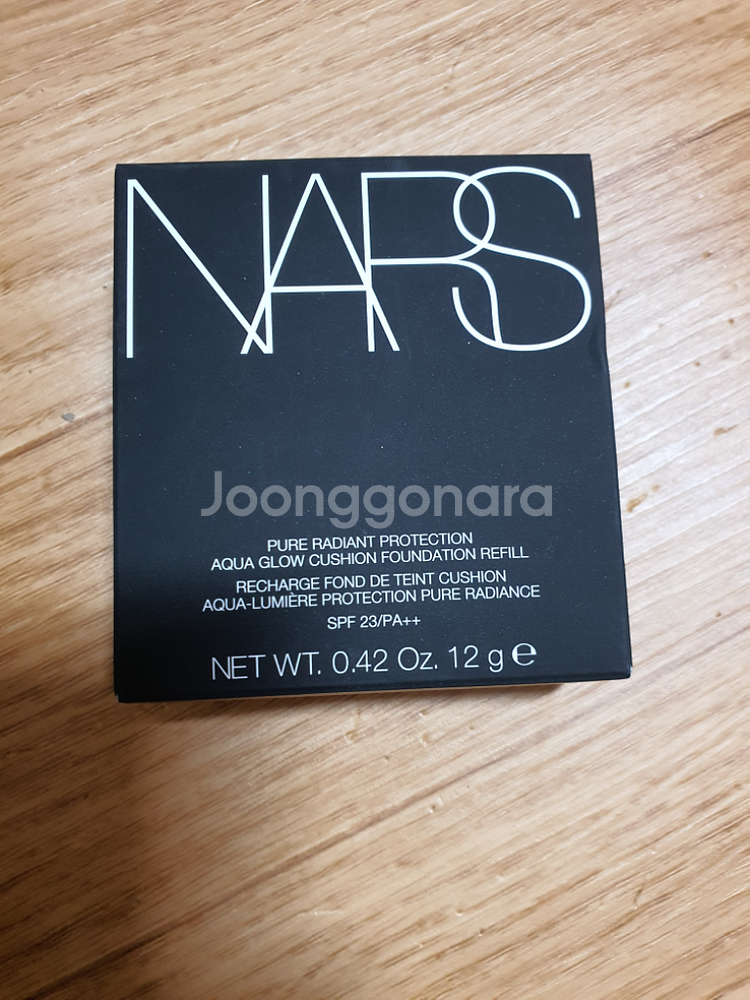 NARS
Joonggonara
PURE RADIANT PROTECTION
AQUA GLOW CUSHION FOUNDATION REFILL
RECHARGE FOND DE TEINT CUSHION
AQUA-LUMIÈRE PROTECTION PURE RADIANCE
SPF 23/PA++
NET WT. 0.42 Oz. 12 g ℮